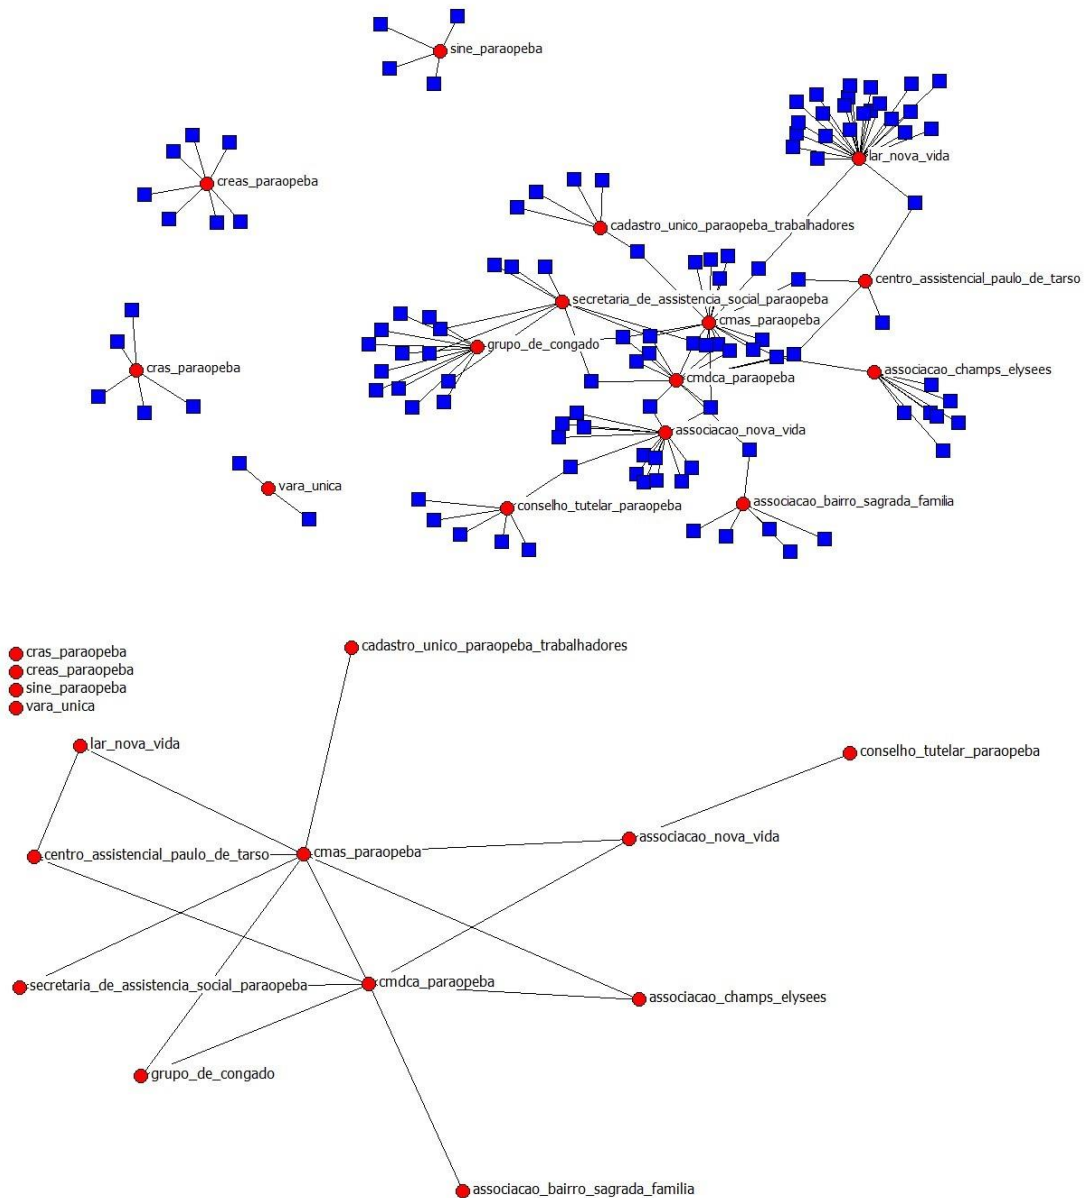 sine_paraopeba
lar_nova_vida
creas_paraopeba
cadastro_unico_paraopeba_trabalhadores
centro_assistencial_paulo_de_tarso
secretaria_de_assistencia_social_paraopeba
cmas_paraopeba
grupo_de_congado
cras_paraopeba
associacao_champs_elysees
cmdca_paraopeba
associacao_nova_vida
vara_unica
conselho_tutelar_paraopeba
associacao_bairro_sagrada_familia
cadastro_unico_paraopeba_trabalhadores
cras_paraopeba
creas_paraopeba
sine_paraopeba
vara_unica
lar_nova_vida
conselho_tutelar_paraopeba
associacao_nova_vida
centro_assistencial_paulo_de_tarso
cmas_paraopeba
secretaria_de_assistencia_social_paraopeba
cmdca_paraopeba
associacao_champs_elysees
grupo_de_congado
associacao_bairro_sagrada_familia